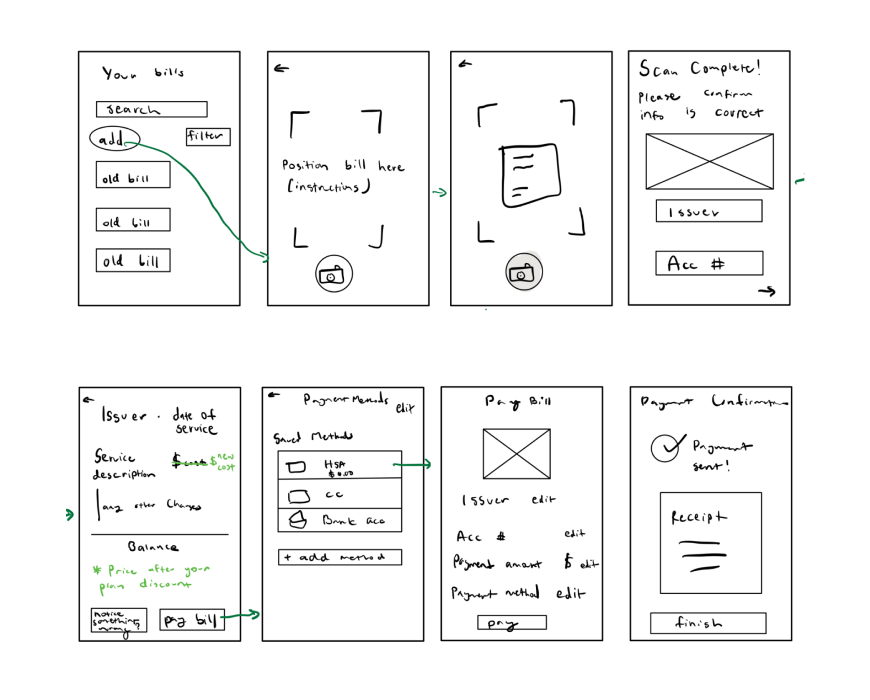 Your bills
search
add
filter
old bill
old bill
old bill
Position bill here
(instructions)
Scan Complete!
Please confirm
info is correct
Issuer
Acc #
Issuer . date of
service
Service
description
$ cost $ new
cost
any other Charges
Balance
* Price after your
plan discount
notice
something
wrong?
pay bill
Payment Methods
edit
Saved Methods
HSA
$0.00
CC
Bank acc
+ add method
Pay Bill
Issuer edit
Acc # edit
Payment amount $ edit
Payment method edit
pay
Payment Confirmation
Payment
sent!
Receipt
finish